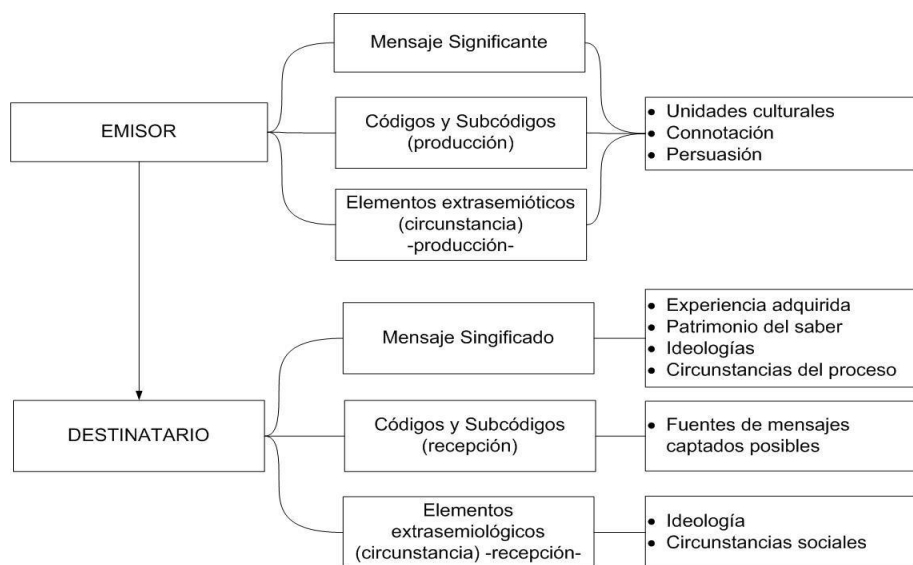 Mensaje Significante
EMISOR
Códigos y Subcódigos
(producción)
Elementos extrasemióticos
(circunstancia)
-producción-
• Unidades culturales
• Connotación
• Persuasión
DESTINATARIO
Mensaje Singificado
• Experiencia adquirida
• Patrimonio del saber
• Ideologías
• Circunstancias del proceso
Códigos y Subcódigos
(recepción)
• Fuentes de mensajes
captados posibles
Elementos
extrasemiológicos
(circunstancia) -recepción-
• Ideología
• Circunstancias sociales